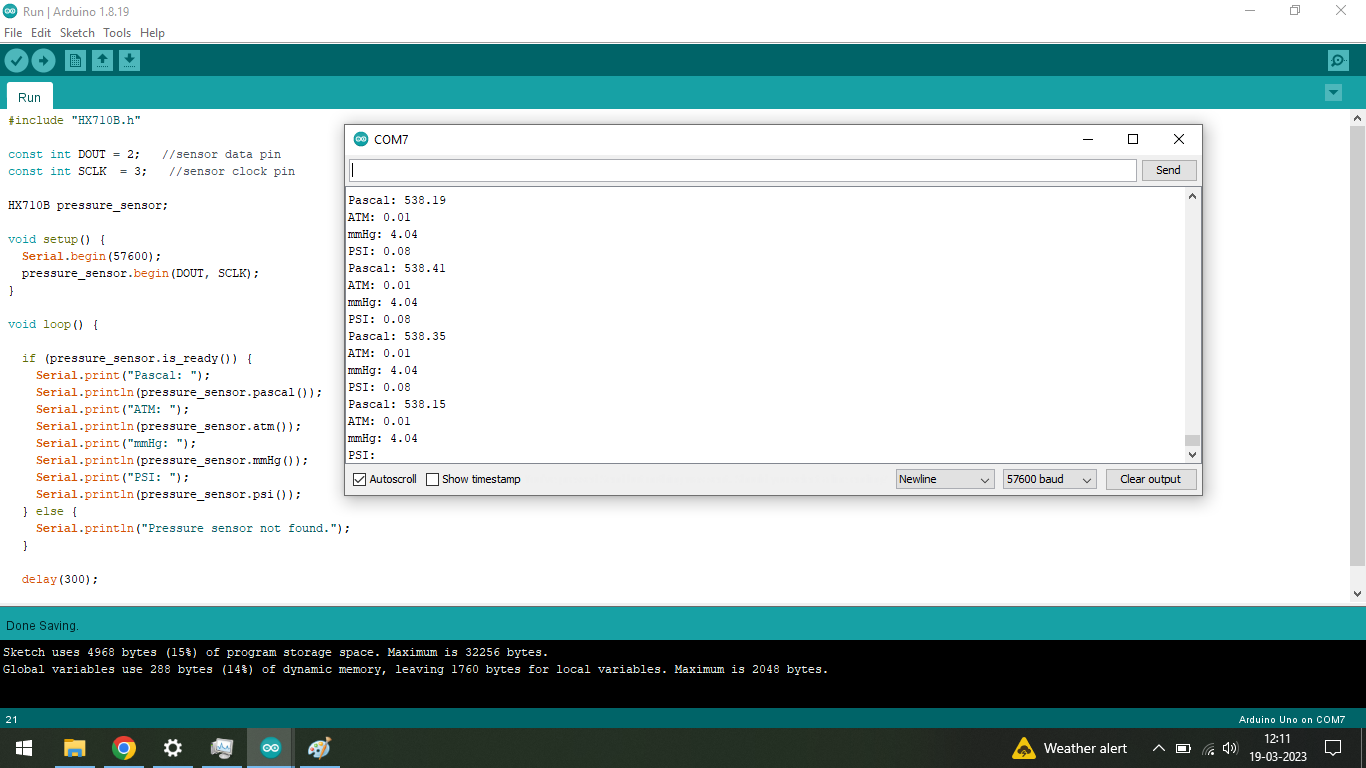 Run | Arduino 1.8.19
File Edit Sketch Tools Help
Run
#include "HX710B.h"
const int DOUT = 2;   //sensor data pin
const int SCLK  = 3;   //sensor clock pin
HX710B pressure_sensor;
void setup() {
  Serial.begin(57600);
  pressure_sensor.begin(DOUT, SCLK);
}
void loop() {
  if (pressure_sensor.is_ready()) {
    Serial.print("Pascal: ");
    Serial.println(pressure_sensor.pascal());
    Serial.print("ATM: ");
    Serial.println(pressure_sensor.atm());
    Serial.print("mmHg: ");
    Serial.println(pressure_sensor.mmHg());
    Serial.print("PSI: ");
    Serial.println(pressure_sensor.psi());
  } else {
    Serial.println("Pressure sensor not found.");
  }
  delay(300);
COM7
Send
Pascal: 538.19
ATM: 0.01
mmHg: 4.04
PSI: 0.08
Pascal: 538.41
ATM: 0.01
mmHg: 4.04
PSI: 0.08
Pascal: 538.35
ATM: 0.01
mmHg: 4.04
PSI: 0.08
Pascal: 538.15
ATM: 0.01
mmHg: 4.04
PSI:
Autoscroll Show timestamp Newline 57600 baud Clear output
Done Saving.
Sketch uses 4968 bytes (15%) of program storage space. Maximum is 32256 bytes.
Global variables use 288 bytes (14%) of dynamic memory, leaving 1760 bytes for local variables. Maximum is 2048 bytes.
21 Arduino Uno on COM7
Weather alert
12:11
19-03-2023